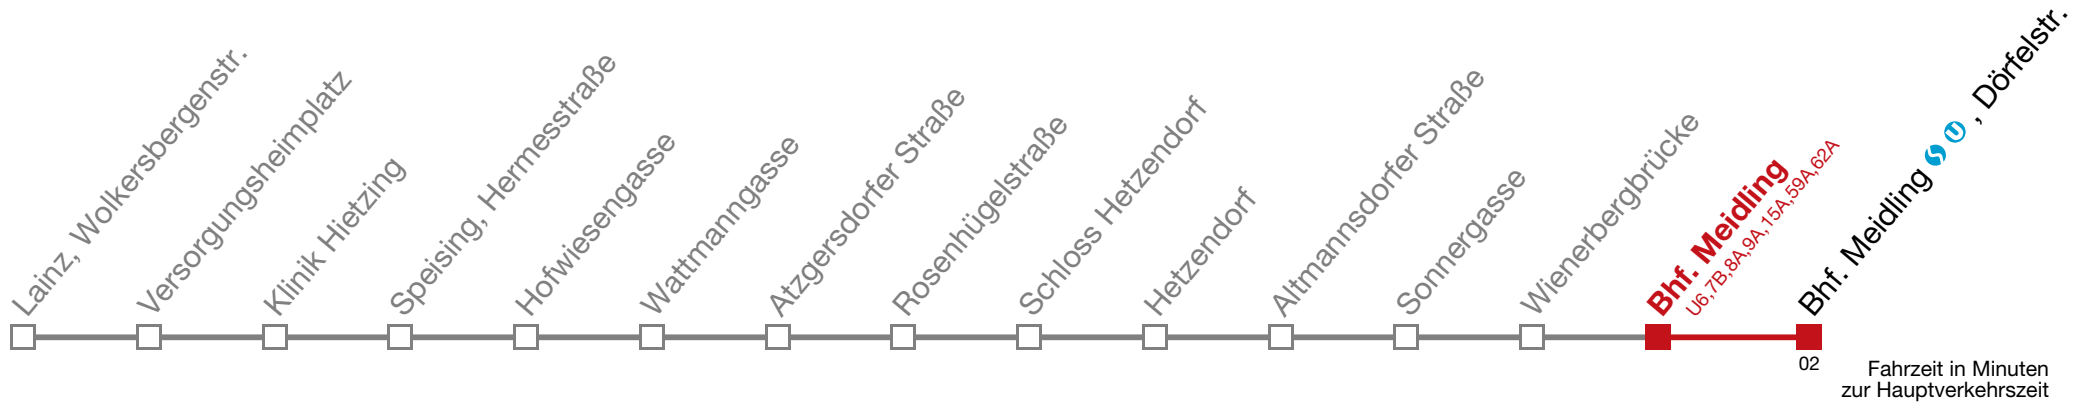 Lainz, Wolkersbergenstr.
Versorgungsheimplatz
Klinik Hietzing
Speising, Hermesstraße
Hofwiesengasse
Wattmanngasse
Atzgersdorfer Straße
Rosenhügelstraße
Schloss Hetzendorf
Hetzendorf
Altmannsdorfer Straße
Sonnergasse
Wienerbergbrücke
Bhf. Meidling
U6,7B,8A,9A,15A,59A,62A
Bhf. Meidling S U , Dörfelstr.
02
Fahrzeit in Minuten
zur Hauptverkehrszeit